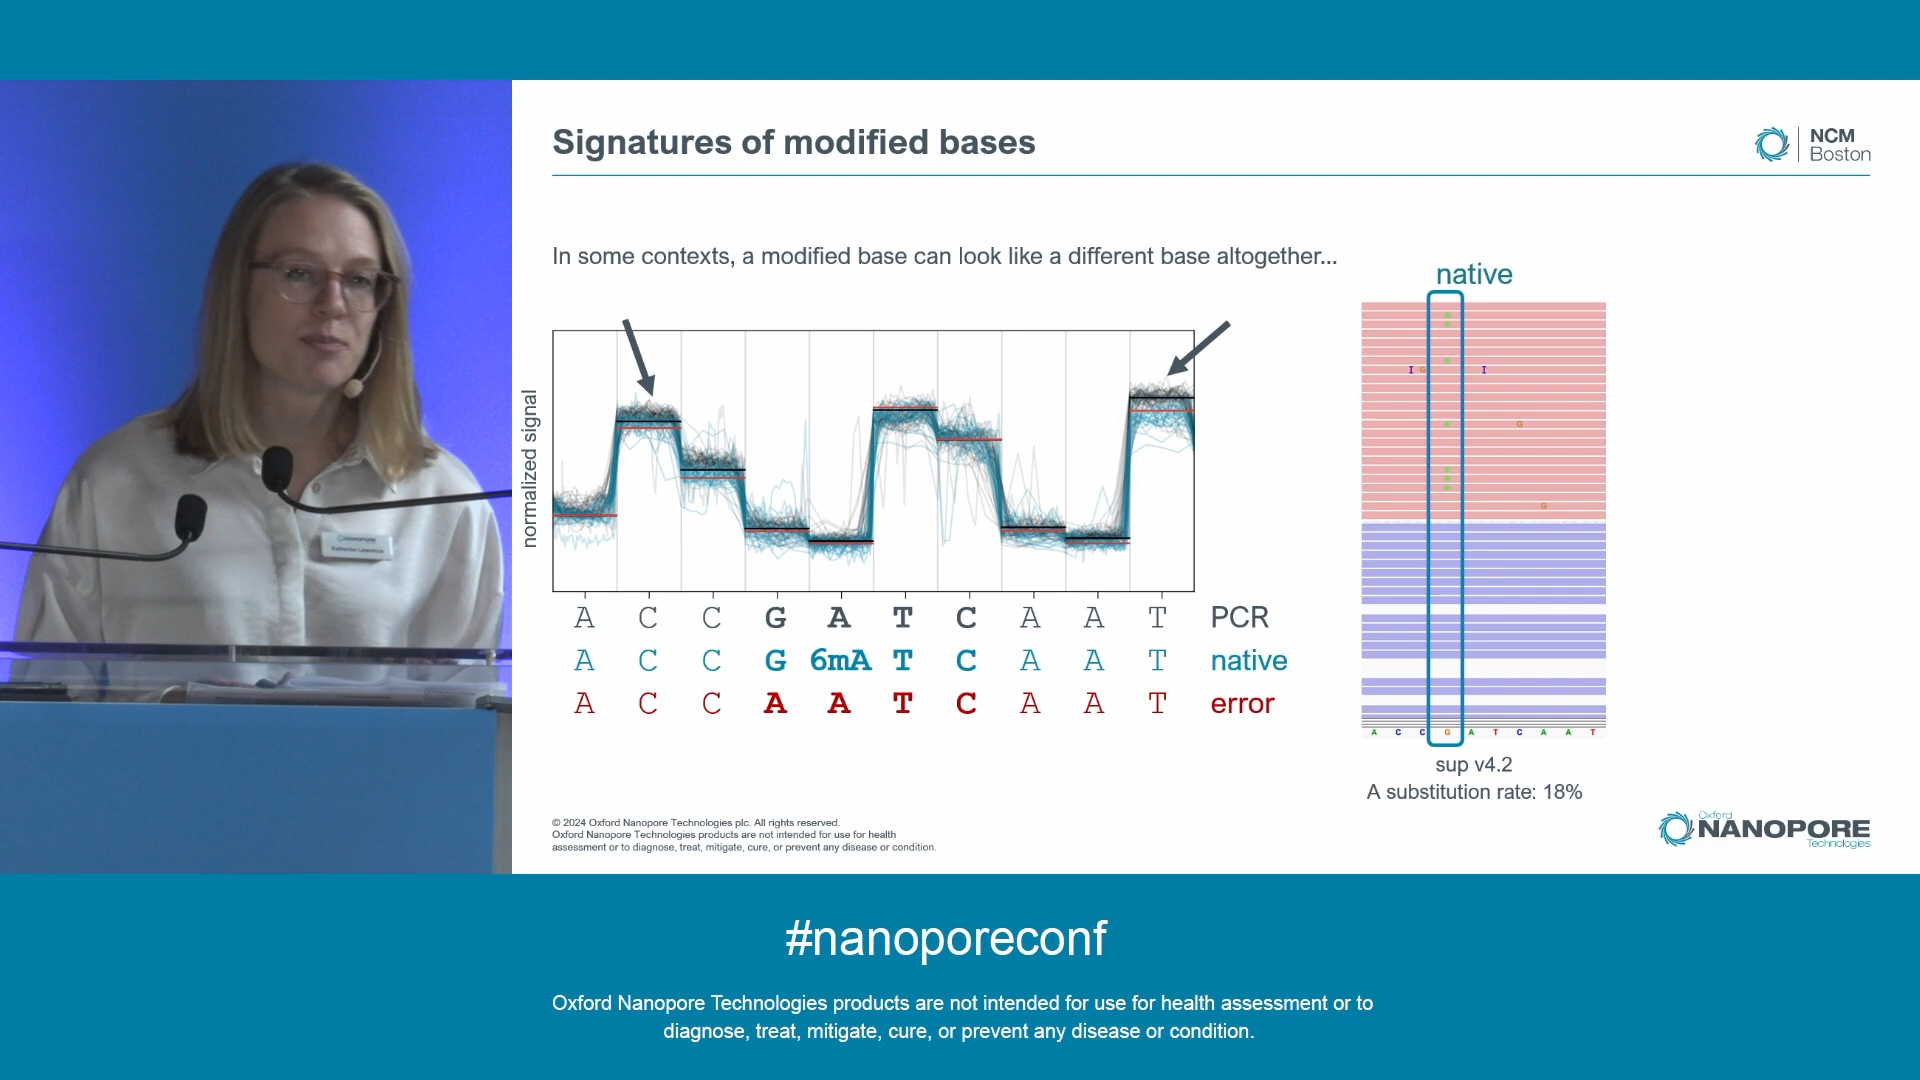 Signatures of modified bases
NCM
Boston
In some contexts, a modified base can look like a different base altogether...
native
normalized signal
A C C G A T C A A T PCR
A C C G 6mA T C A A T native
A C C A A T C A A T error
I G I
G
G
A C C G A T C A A T
sup v4.2
A substitution rate: 18%
NANOPORE
Katherine Lawrence
© 2024 Oxford Nanopore Technologies plc. All rights reserved.
Oxford Nanopore Technologies products are not intended for use for health
assessment or to diagnose, treat, mitigate, cure, or prevent any disease or condition.
Oxford
NANOPORE
Technologies
#nanoporeconf
Oxford Nanopore Technologies products are not intended for use for health assessment or to
diagnose, treat, mitigate, cure, or prevent any disease or condition.